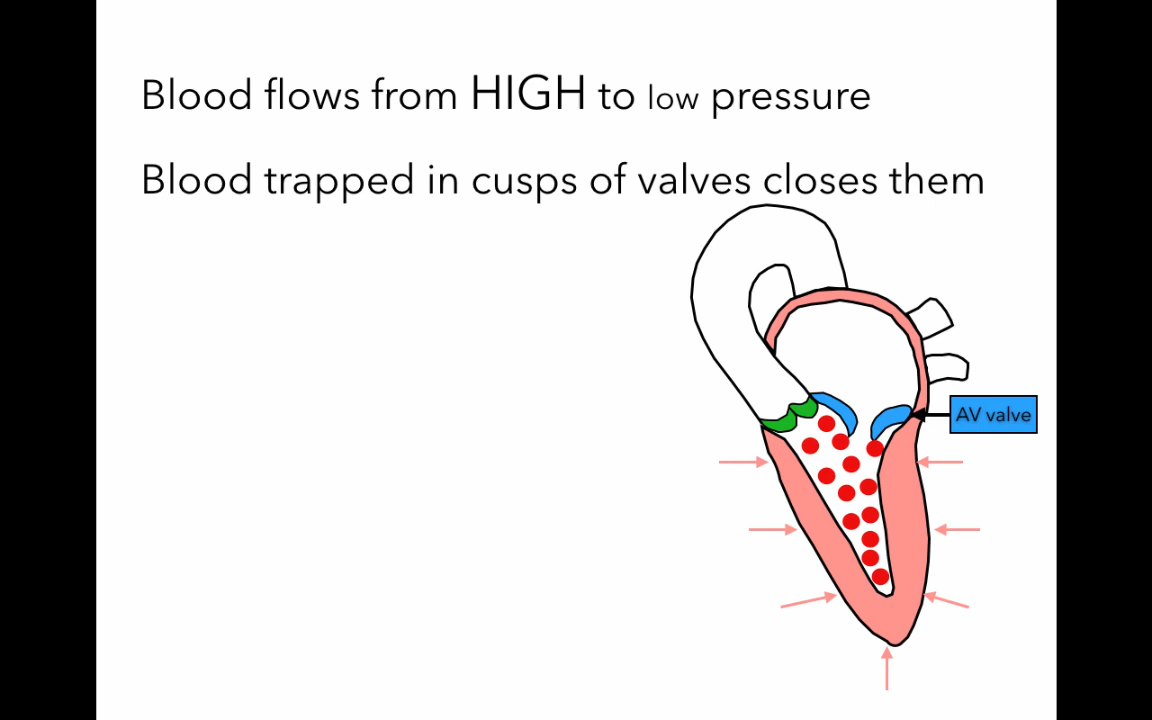 Blood flows from HIGH to low pressure
Blood trapped in cusps of valves closes them
AV valve